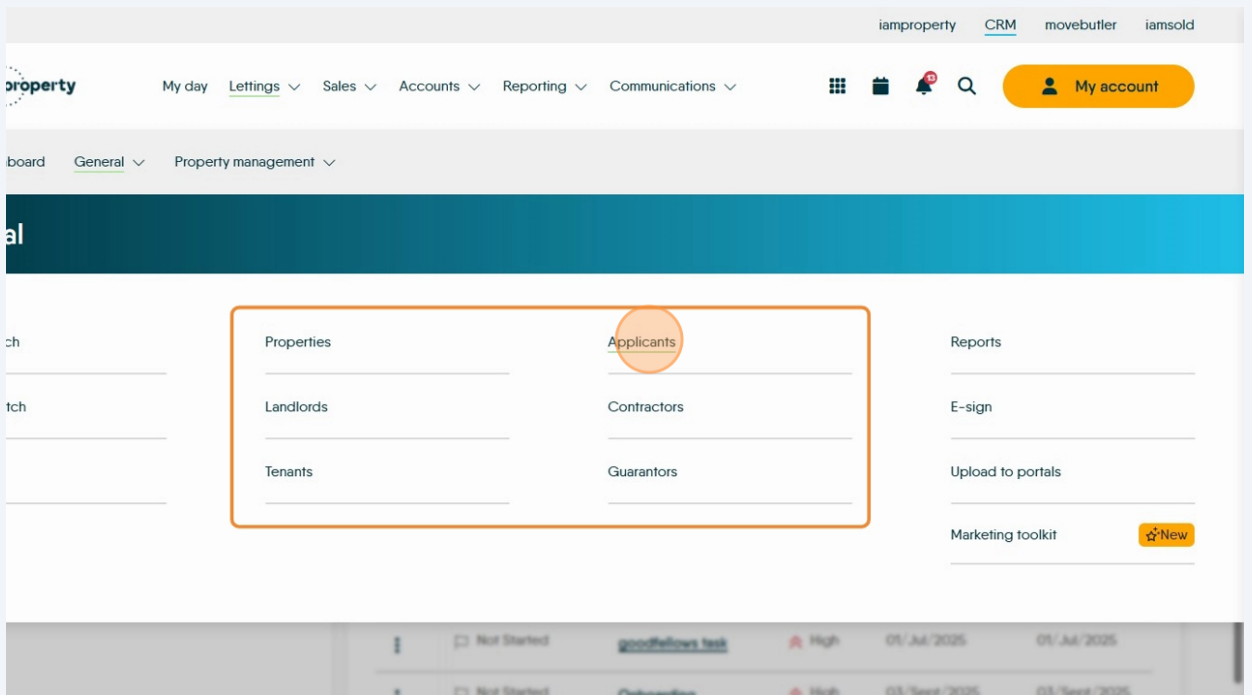 iamproperty CRM movebutler iamsold
property My day Lettings Sales Accounts Reporting Communications 13 My account
board General Property management
al
ch Properties Applicants Reports
tch Landlords Contractors E-sign
Tenants Guarantors Upload to portals
Marketing toolkit New
Not Started goodfellows task High 01/Jul/2025 01/Jul/2025
Not Started Onboarding High 03/Sept/2025 03/Sept/2025